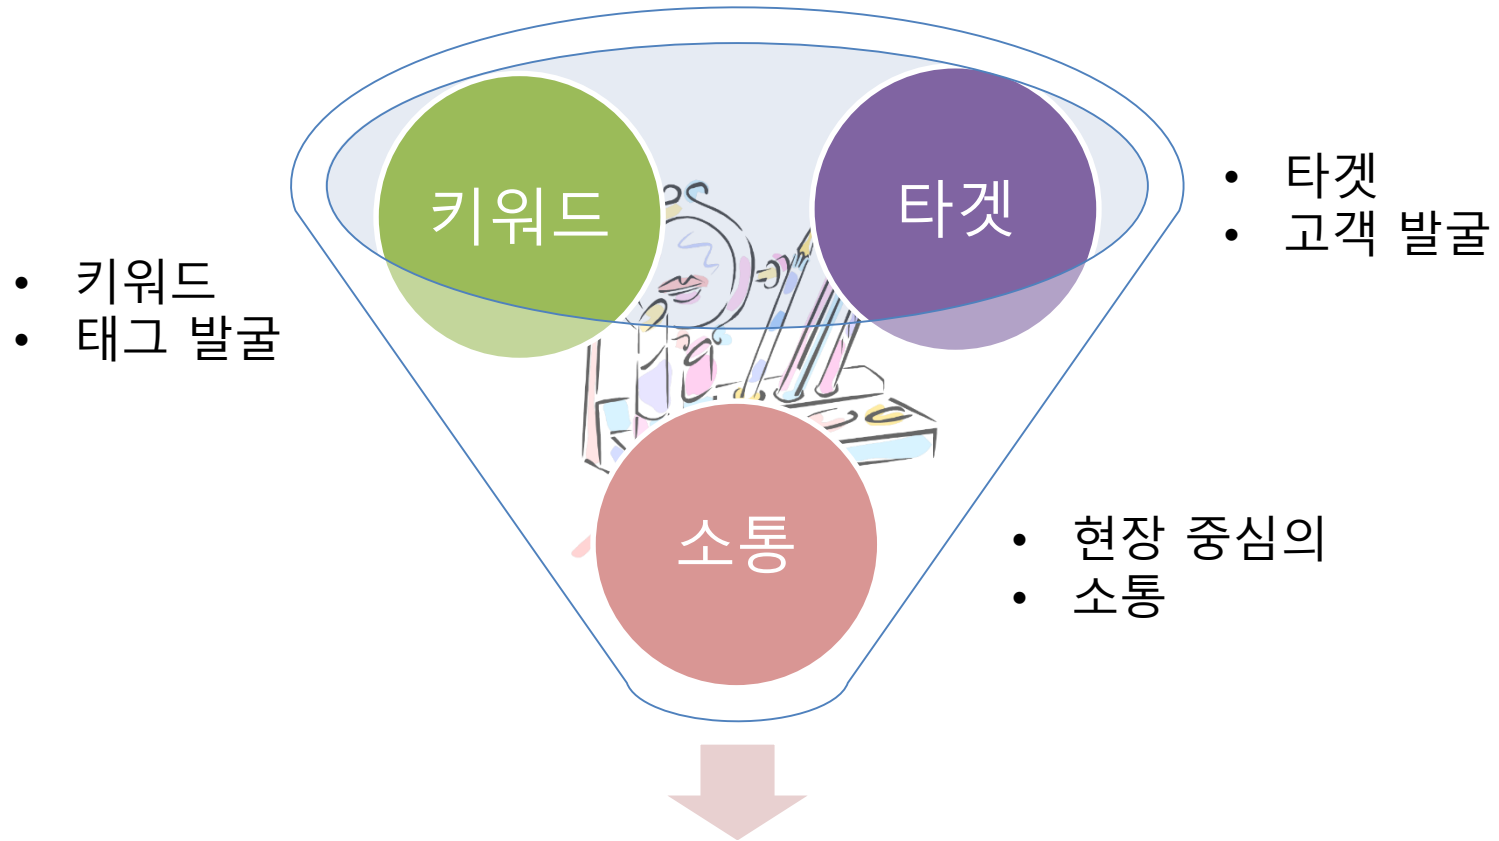 키워드
타겟
소통
• 키워드
• 태그 발굴
• 타겟
• 고객 발굴
• 현장 중심의
• 소통